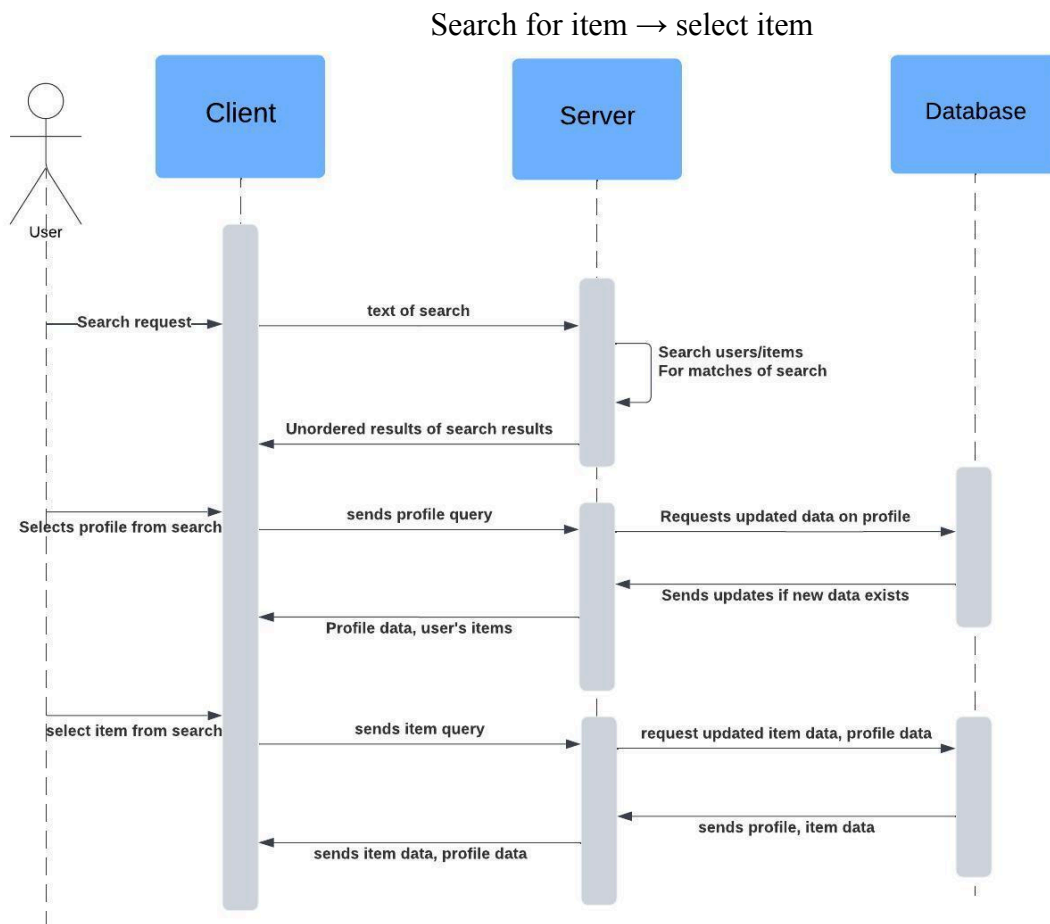 Search for item → select item
Client
Server
Database
User
Search request
text of search
Search users/items
For matches of search
Unordered results of search results
Selects profile from search
sends profile query
Requests updated data on profile
Sends updates if new data exists
Profile data, user's items
select item from search
sends item query
request updated item data, profile data
sends profile, item data
sends item data, profile data